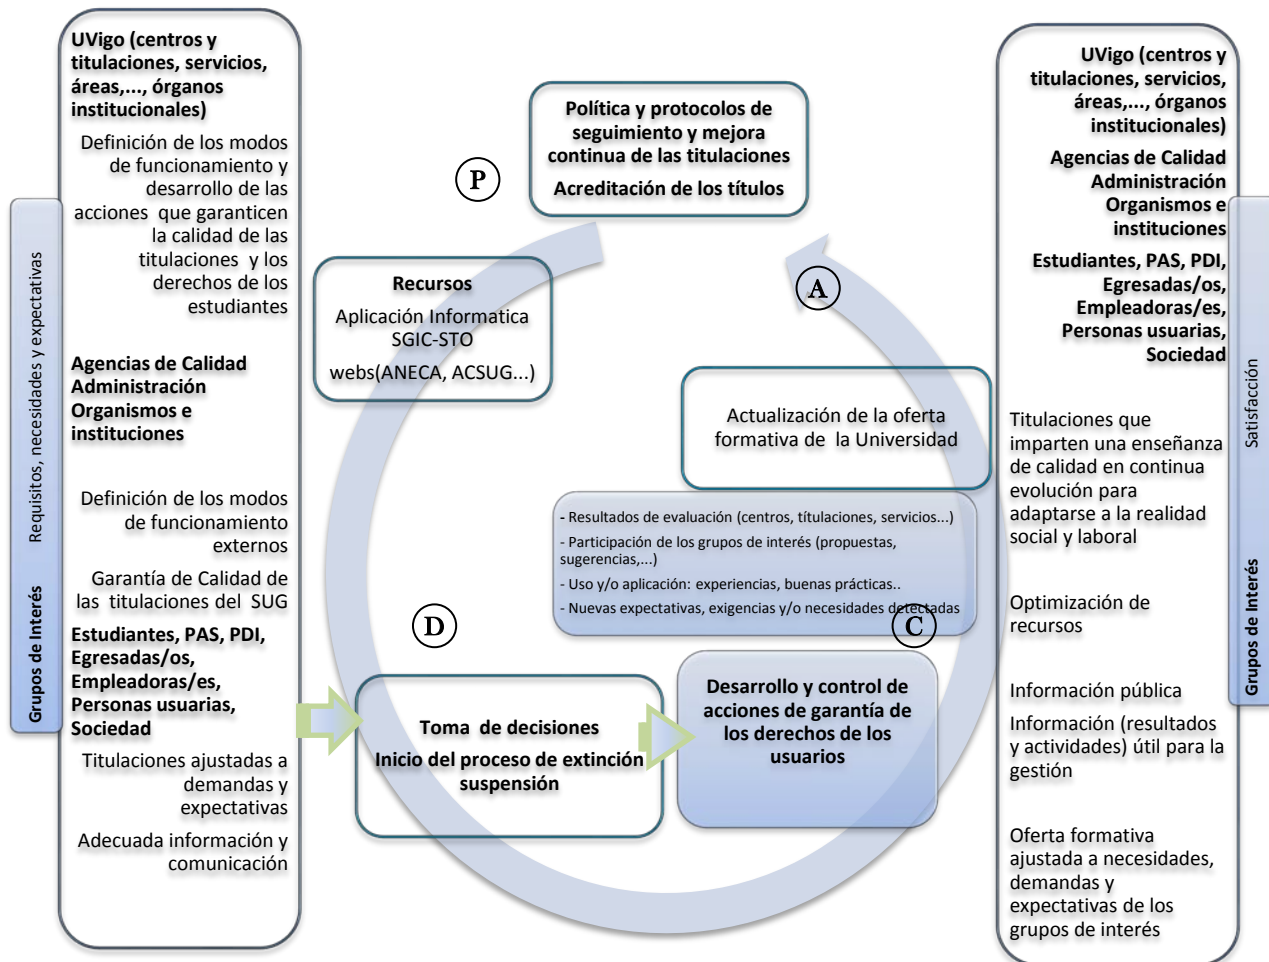 UVigo (centros y
titulaciones, servicios,
áreas,..., órganos
institucionales)
Definición de los modos
de funcionamiento y
desarrollo de las
acciones que garanticen
la calidad de las
titulaciones y los
derechos de los
estudiantes
Agencias de Calidad
Administración
Organismos e
instituciones
Definición de los modos
de funcionamiento
externos
Garantía de Calidad de
las titulaciones del SUG
Estudiantes, PAS, PDI,
Egresadas/os,
Empleadoras/es,
Personas usuarias,
Sociedad
Titulaciones ajustadas a
demandas y
expectativas
Adecuada información y
comunicación
Grupos de Interés
Requisitos, necesidades y expectativas
Política y protocolos de
seguimiento y mejora
continua de las titulaciones
Acreditación de los títulos
P
Recursos
Aplicación Informatica
SGIC-STO
webs(ANECA, ACSUG...)
A
Actualización de la oferta
formativa de la Universidad
- Resultados de evaluación (centros, títulaciones, servicios...)
- Participación de los grupos de interés (propuestas,
sugerencias,...)
- Uso y/o aplicación: experiencias, buenas prácticas..
- Nuevas expectativas, exigencias y/o necesidades detectadas
D
C
Toma de decisiones
Inicio del proceso de extinción
suspensión
Desarrollo y control de
acciones de garantía de
los derechos de los
usuarios
UVigo (centros y
titulaciones, servicios,
áreas,..., órganos
institucionales)
Agencias de Calidad
Administración
Organismos e
instituciones
Estudiantes, PAS, PDI,
Egresadas/os,
Empleadoras/es,
Personas usuarias,
Sociedad
Titulaciones que
imparten una enseñanza
de calidad en continua
evolución para
adaptarse a la realidad
social y laboral
Optimización de
recursos
Información pública
Información (resultados
y actividades) útil para la
gestión
Oferta formativa
ajustada a necesidades,
demandas y
expectativas de los
grupos de interés
Grupos de Interés
Satisfacción